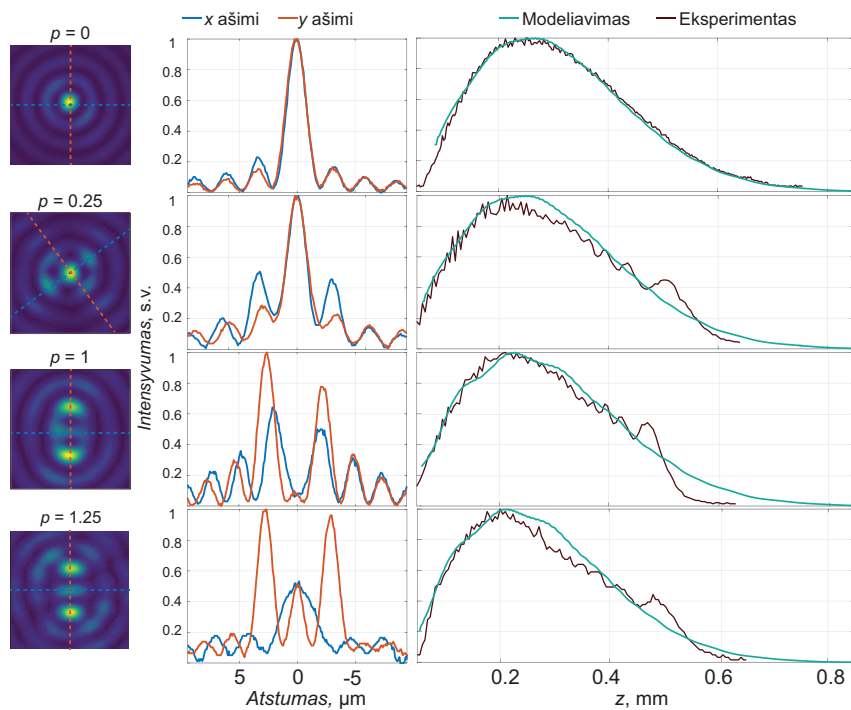 x ašimi y ašimi Modeliavimas Eksperimentas
p = 0
1
0.8
0.6
0.4
0.2
p = 0.25
1
0.8
0.6
0.4
0.2
p = 1
1
0.8
0.6
0.4
0.2
p = 1.25
1
0.8
0.6
0.4
0.2
Intensyvumas, s.v.
5 0 -5
Atstumas, µm
0.2 0.4 0.6 0.8
z, mm